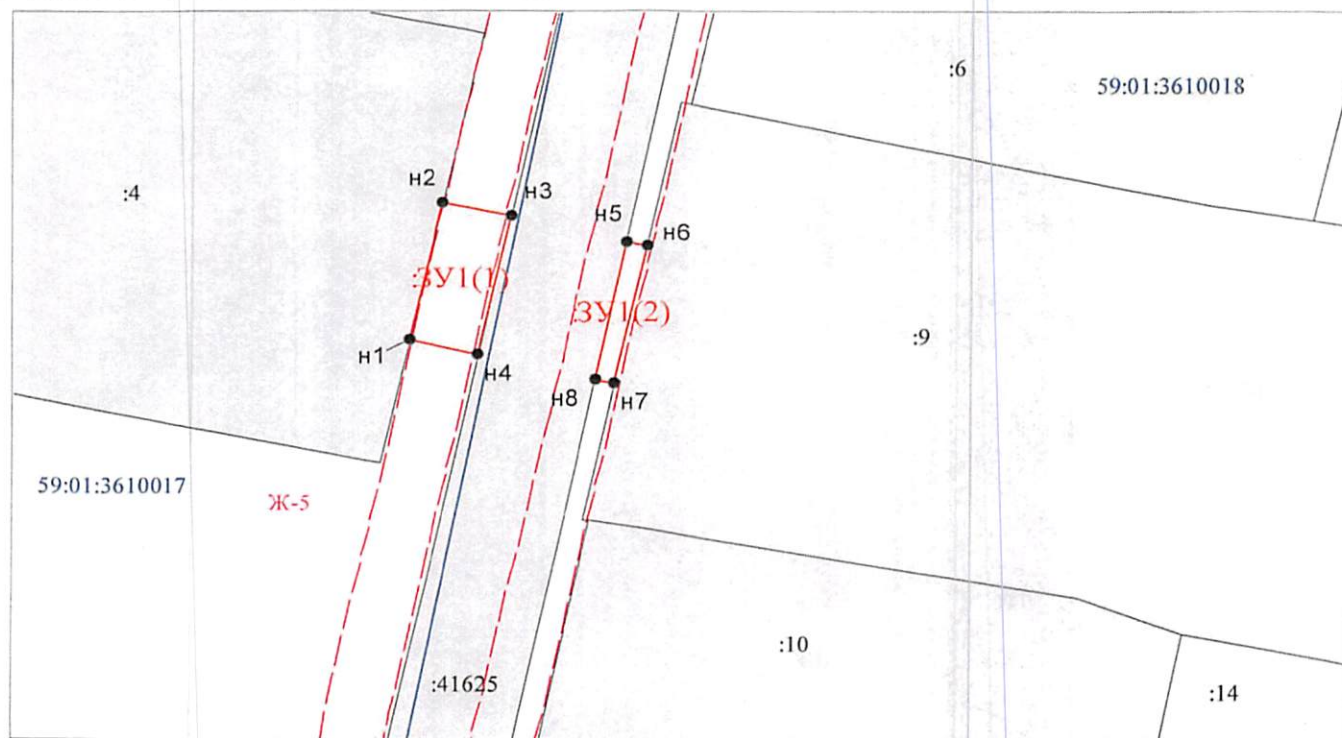 :6
59:01:3610018
:4
н2
н3
н5
н6
:ЗУ1(1)
:ЗУ1(2)
:9
н1
н4
н8
н7
59:01:3610017
Ж-5
:10
:41625
:14